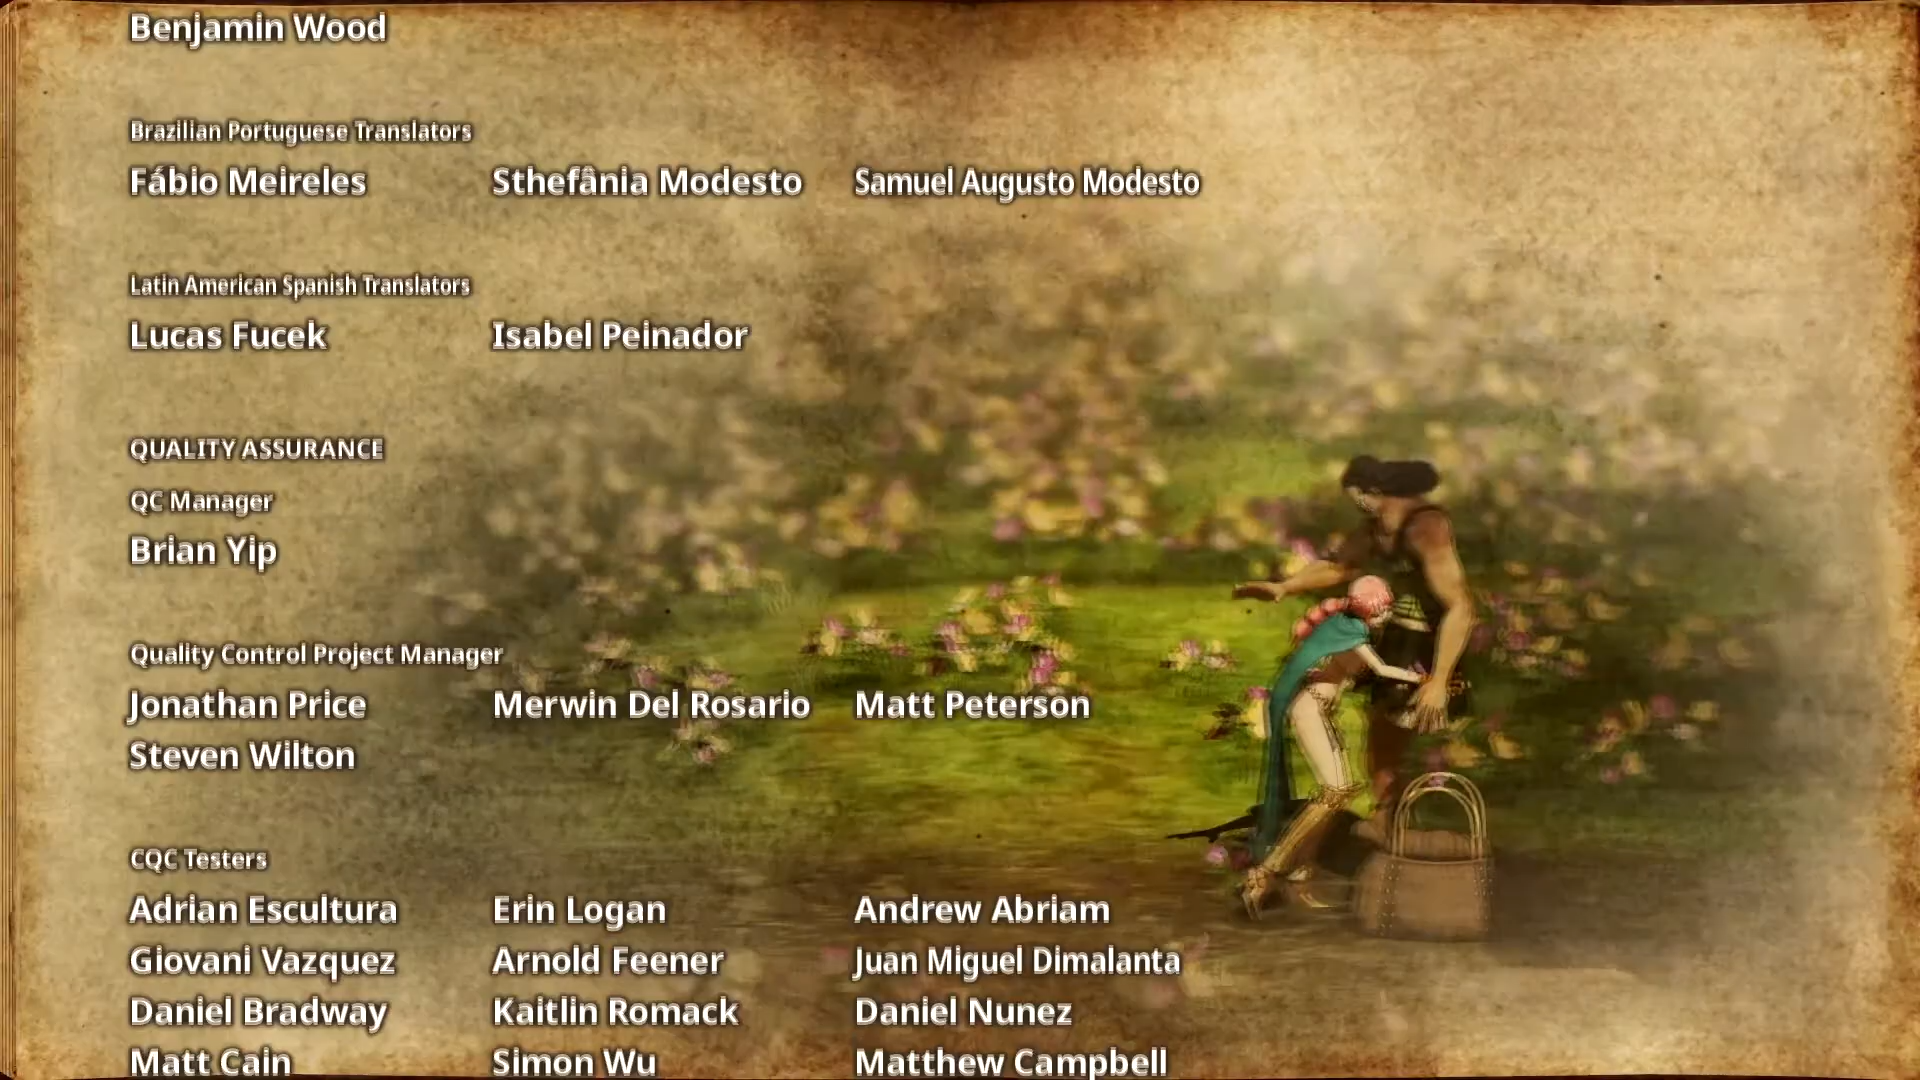 Benjamin Wood
Brazilian Portuguese Translators
Fábio Meireles Sthefânia Modesto Samuel Augusto Modesto
Latin American Spanish Translators
Lucas Fucek Isabel Peinador
QUALITY ASSURANCE
QC Manager
Brian Yip
Quality Control Project Manager
Jonathan Price Merwin Del Rosario Matt Peterson
Steven Wilton
CQC Testers
Adrian Escultura Erin Logan Andrew Abriam
Giovani Vazquez Arnold Feener Juan Miguel Dimalanta
Daniel Bradway Kaitlin Romack Daniel Nunez
Matt Cain Simon Wu Matthew Campbell